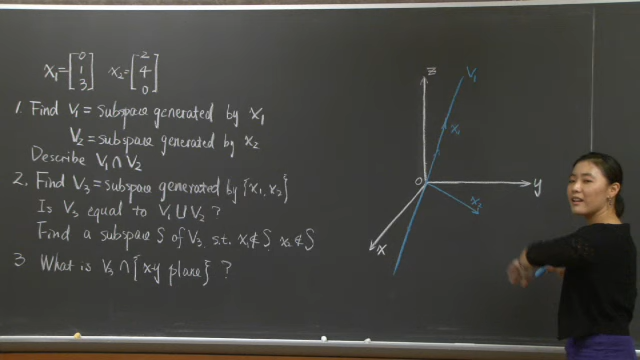 x₁ = [0 1 3] x₂ = [2 4 0]
1. Find V₁ = subspace generated by x₁
V₂ = subspace generated by x₂
Describe V₁ ∩ V₂
2. Find V₃ = subspace generated by {x₁, x₂}
Is V₃ equal to V₁ ∪ V₂ ?
Find a subspace S of V₃ s.t. x₁ ∉ S, x₂ ∉ S
3 What is V₃ ∩ {xy plane} ?
z
V₁
x₁
0
y
x₂
x